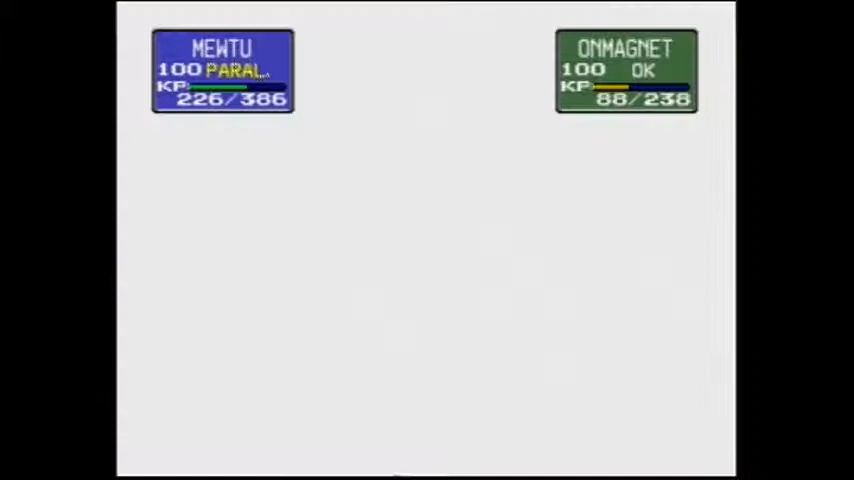 MEWTU
100 PARAL.
KP:
226/386
ONMAGNET
100 OK
KP:
88/238